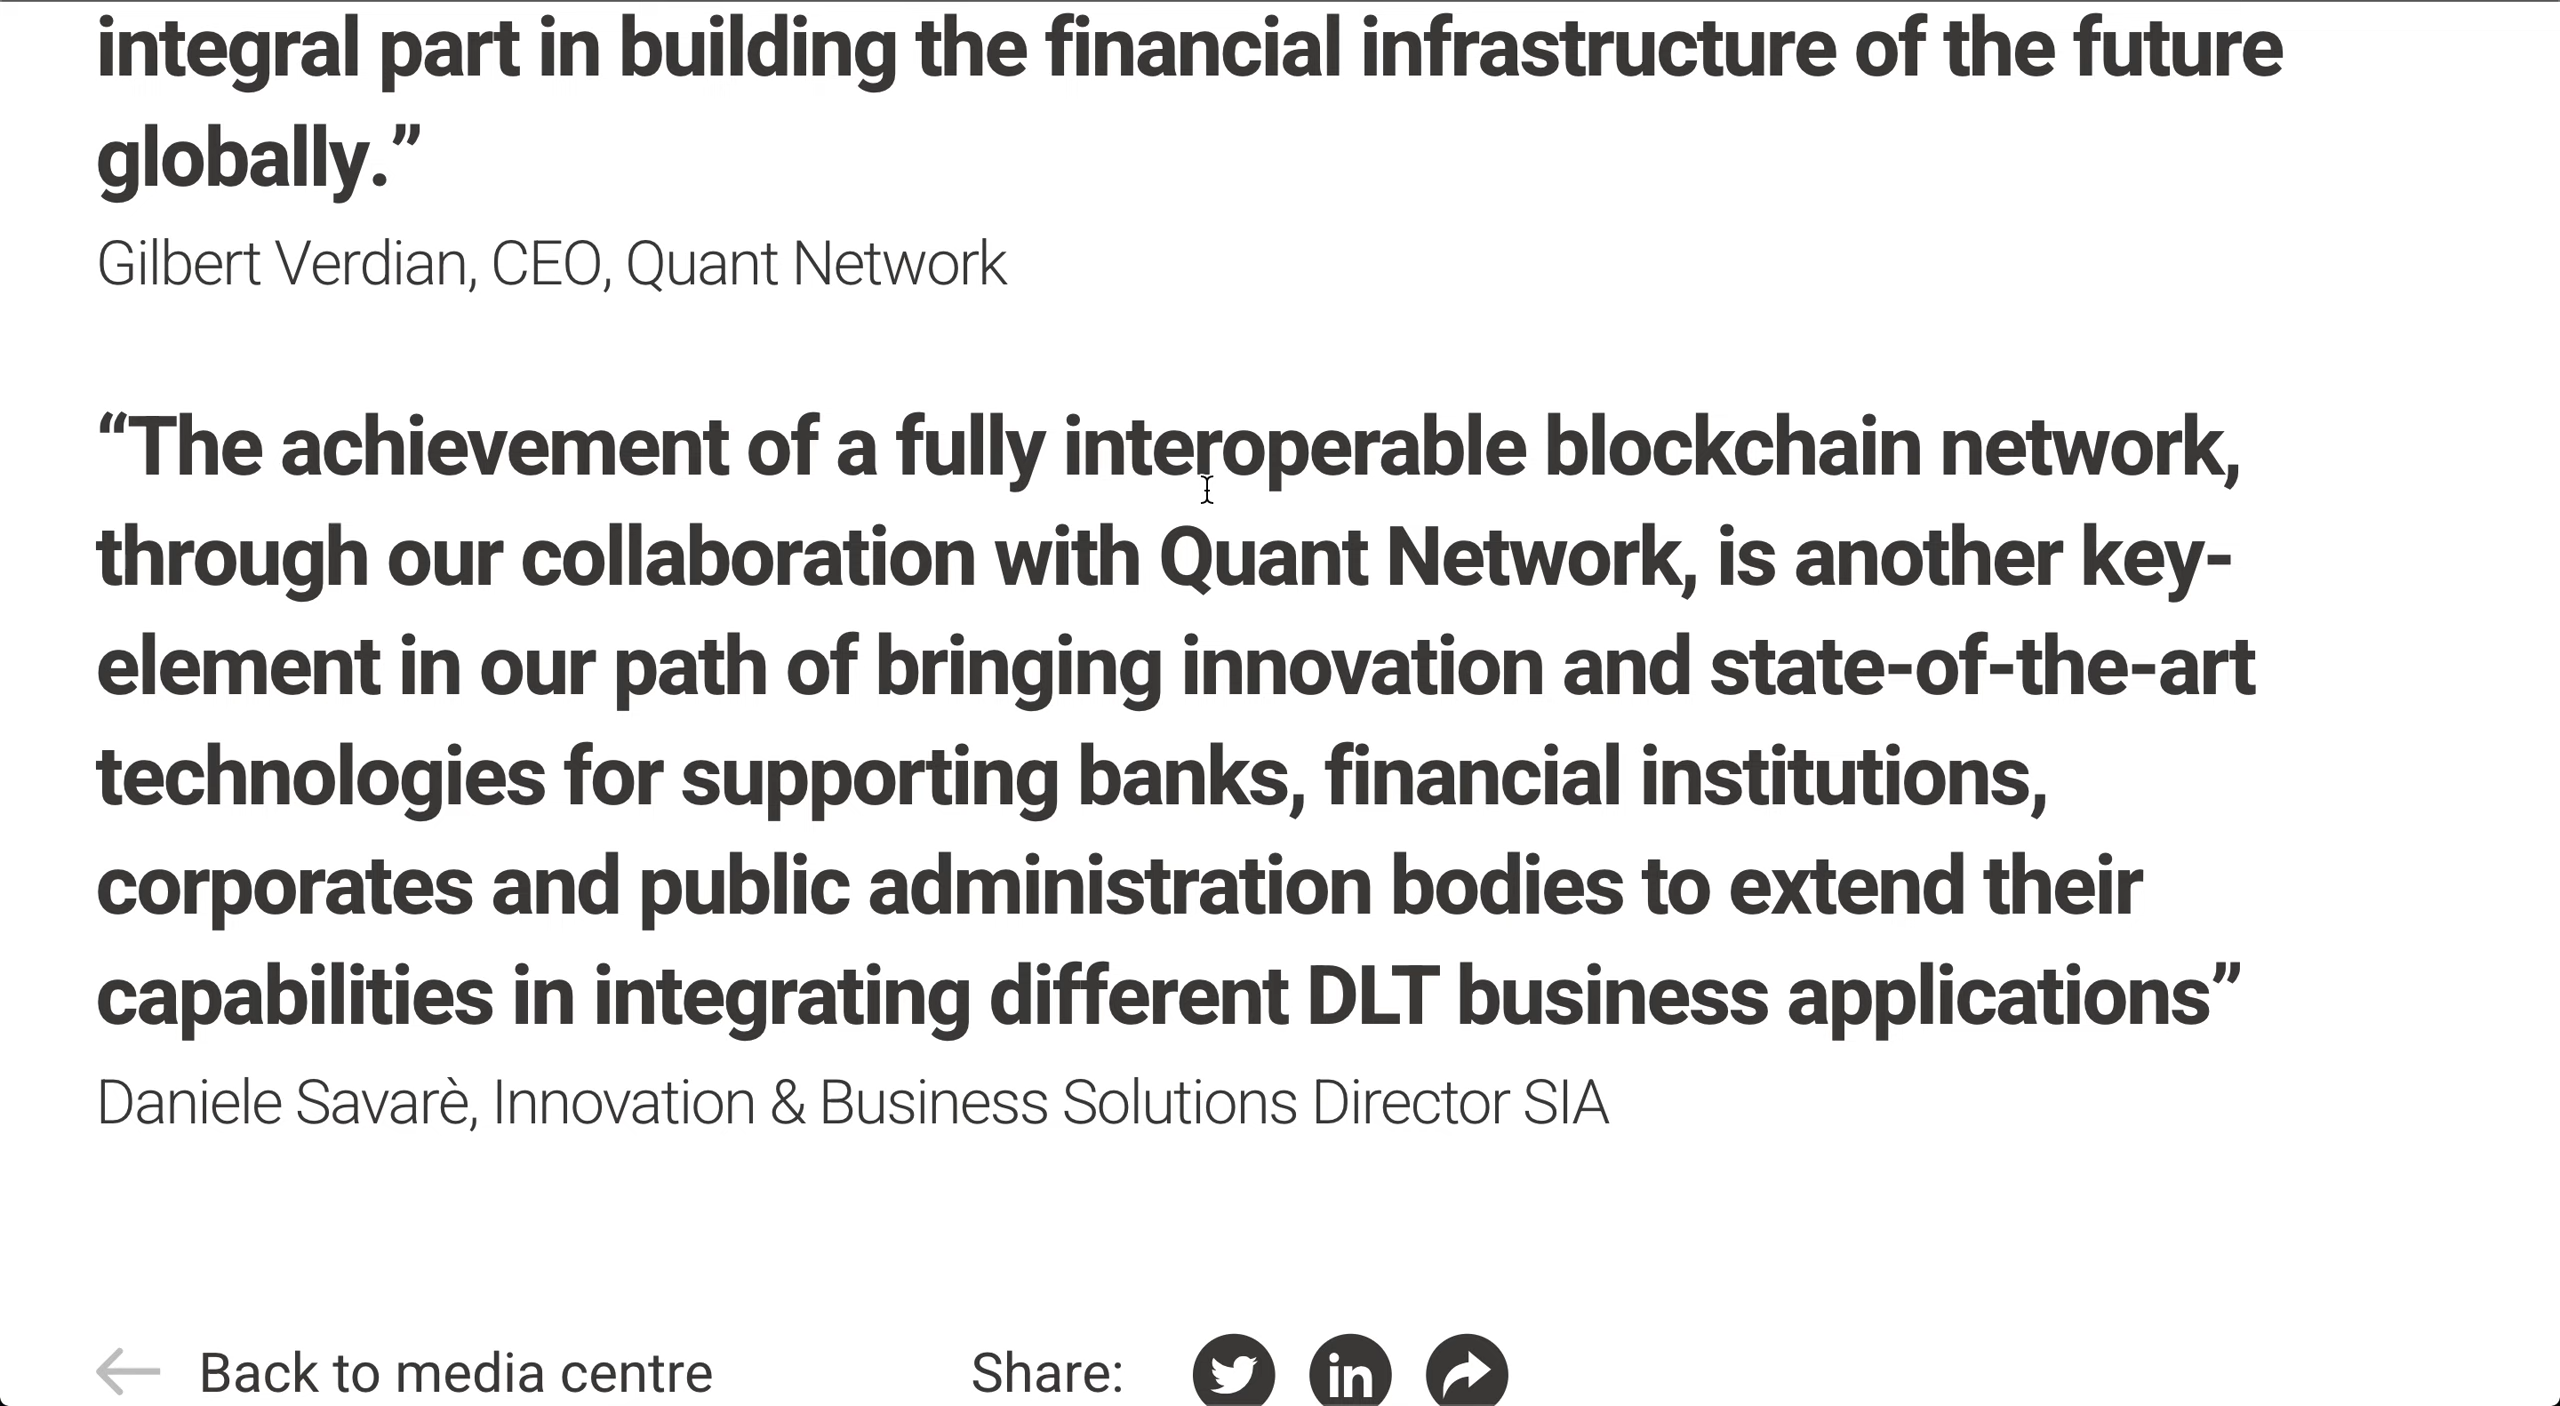 integral part in building the financial infrastructure of the future
globally.”
Gilbert Verdian, CEO, Quant Network
“The achievement of a fully interoperable blockchain network,
through our collaboration with Quant Network, is another key-
element in our path of bringing innovation and state-of-the-art
technologies for supporting banks, financial institutions,
corporates and public administration bodies to extend their
capabilities in integrating different DLT business applications”
Daniele Savarè, Innovation & Business Solutions Director SIA
Back to media centre Share: in